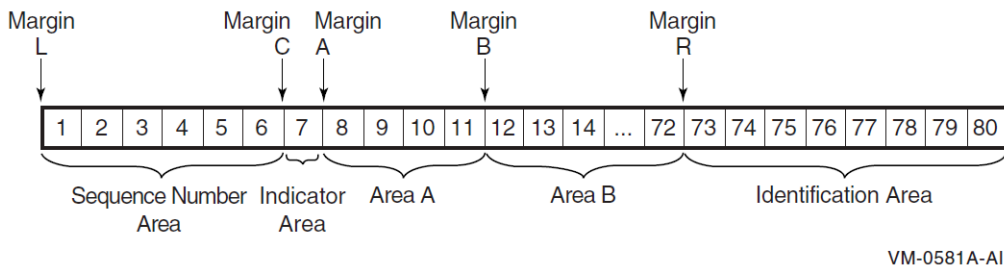 Margin Margin Margin Margin Margin
L C A B R
1 2 3 4 5 6 7 8 9 10 11 12 13 14 ... 72 73 74 75 76 77 78 79 80
Sequence Number Indicator Area A Area B Identification Area
Area Area
VM-0581A-AI